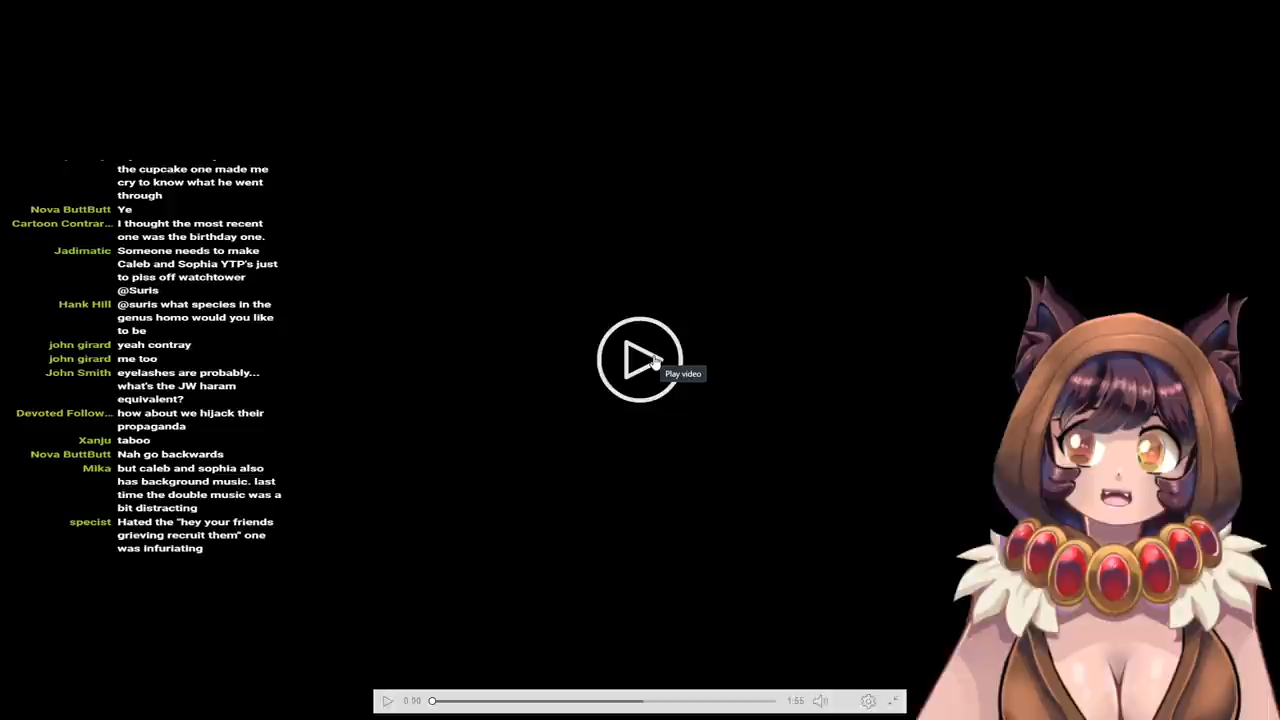 the cupcake one made me
cry to know what he went
through
Nova ButtButt Ye
Cartoon Contrar... I thought the most recent
one was the birthday one.
Jadimatic Someone needs to make
Caleb and Sophia YTP's just
to piss off watchtower
@Suris
Hank Hill @suris what species in the
genus homo would you like
to be
john girard yeah contray
john girard me too
John Smith eyelashes are probably...
what's the JW haram
equivalent?
Devoted Follow... how about we hijack their
propaganda
Xanju taboo
Nova ButtButt Nah go backwards
Mika but caleb and sophia also
has background music. last
time the double music was a
bit distracting
specist Hated the "hey your friends
grieving recruit them" one
was infuriating
Play video
0:00 1:55